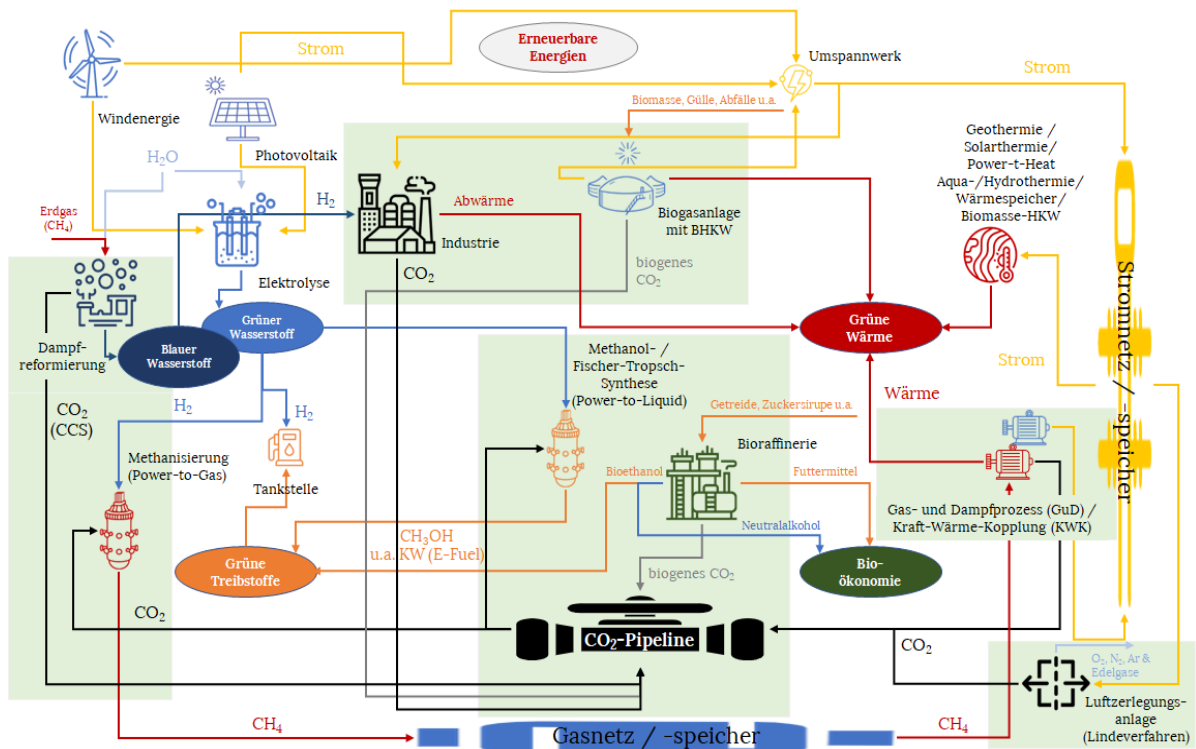 Erneuerbare
Energien
Strom
Umspannwerk
Strom
Windenergie
Biomasse, Gülle, Abfälle u.a.
Photovoltaik
H₂O
H₂
Geothermie /
Solarthermie/
Power-t-Heat
Aqua-/Hydrothermie/
Wärmespeicher/
Biomasse-HKW
Erdgas
(CH₄)
Abwärme
Biogasanlage
mit BHKW
Industrie
CO₂
biogenes
CO₂
Elektrolyse
Stromnetz / -speicher
Grüner
Wasserstoff
Blauer
Wasserstoff
Grüne
Wärme
Dampf-
reformierung
Methanol- /
Fischer-Tropsch-
Synthese
(Power-to-Liquid)
Strom
Wärme
CO₂
(CCS)
H₂
H₂
Getreide, Zuckersirupe u.a.
Bioraffinerie
Methanisierung
(Power-to-Gas)
Tankstelle
Bioethanol
Futtermittel
Gas- und Dampfprozess (GuD) /
Kraft-Wärme-Kopplung (KWK)
Neutralalkohol
CH₃OH
u.a. KW (E-Fuel)
Grüne
Treibstoffe
biogenes CO₂
Bio-
ökonomie
CO₂
CO₂-Pipeline
CO₂
O₂, N₂, Ar &
Edelgase
Luftzerlegungs-
anlage
(Lindeverfahren)
CH₄
Gasnetz / -speicher
CH₄